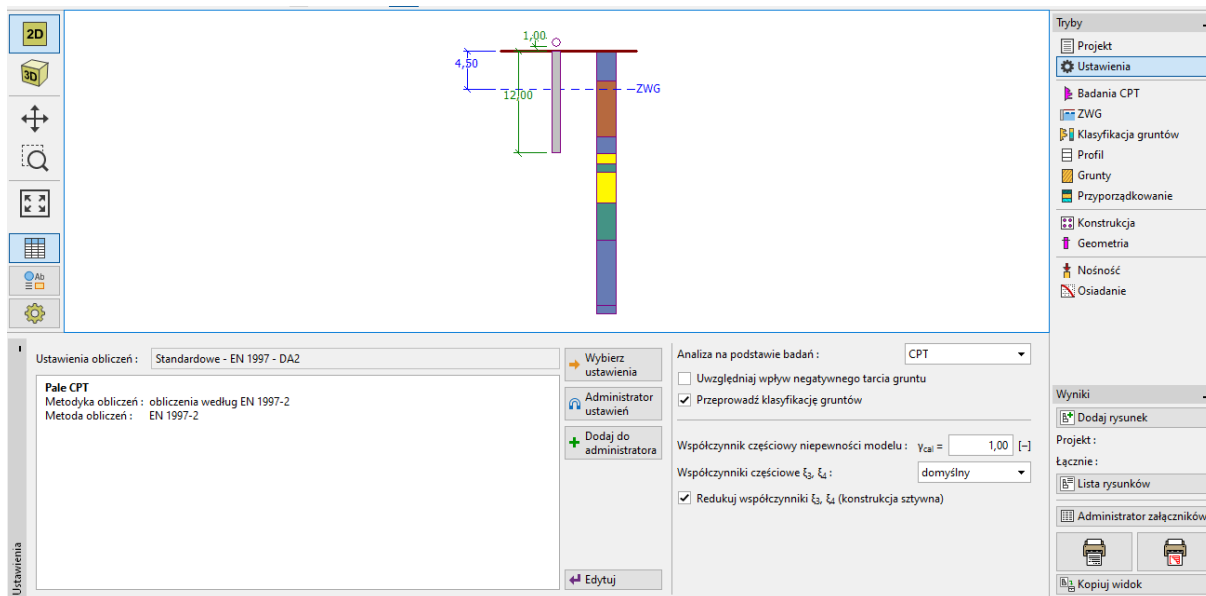 2D
3D
Ab
1,00
4,50
12,00
ZWG
Tryby
Projekt
Ustawienia
Badania CPT
ZWG
Klasyfikacja gruntów
Profil
Grunty
Przyporządkowanie
Konstrukcja
Geometria
Nośność
Osiadanie
Ustawienia
Ustawienia obliczeń :
Standardowe - EN 1997 - DA2
Pale CPT
Metodyka obliczeń : obliczenia według EN 1997-2
Metoda obliczeń : EN 1997-2
Wybierz
ustawienia
Administrator
ustawień
Dodaj do
administratora
Edytuj
Analiza na podstawie badań : CPT
Uwzględniaj wpływ negatywnego tarcia gruntu
Przeprowadź klasyfikację gruntów
Współczynnik częściowy niepewności modelu : γcal = 1,00 [–]
Współczynniki częściowe ξ3, ξ4 : domyślny
Redukuj współczynniki ξ3, ξ4 (konstrukcja sztywna)
Wyniki
Dodaj rysunek
Projekt :
Łącznie :
Lista rysunków
Administrator załączników
Kopiuj widok